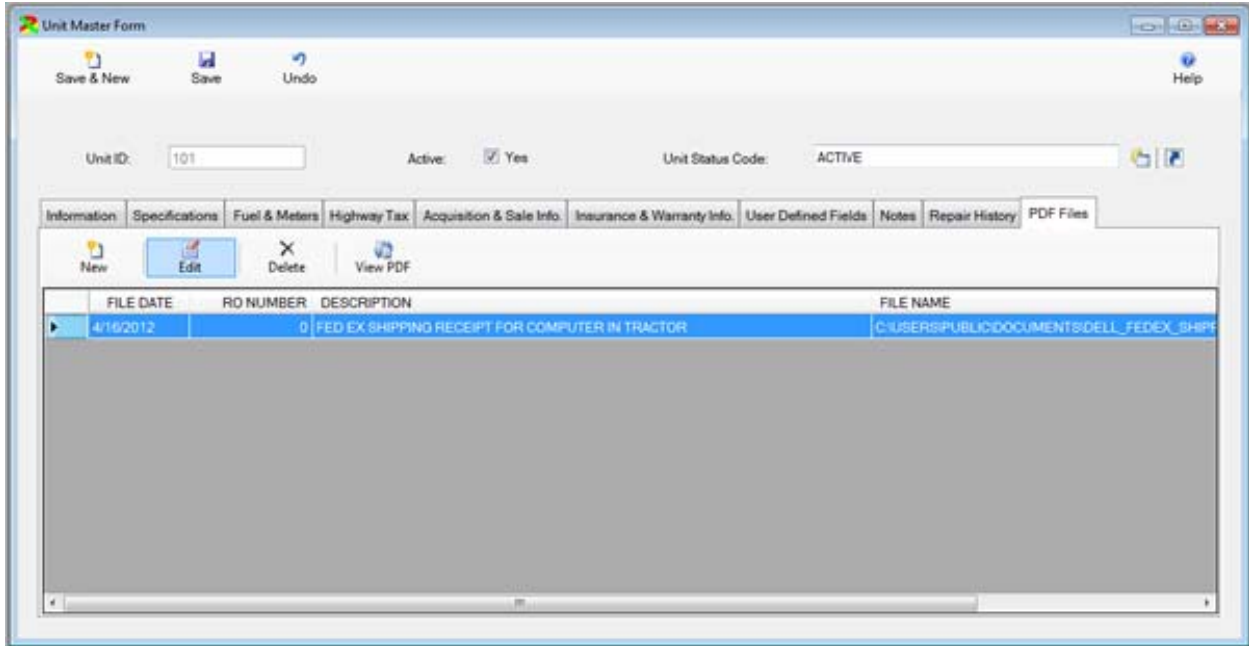 Unit Master Form
Save & New Save Undo Help
Unit ID: 101 Active: Yes Unit Status Code: ACTIVE
Information Specifications Fuel & Meters Highway Tax Acquisition & Sale Info. Insurance & Warranty Info. User Defined Fields Notes Repair History PDF Files
New Edit Delete View PDF
FILE DATE RO NUMBER DESCRIPTION FILE NAME
4/16/2012 0 FED EX SHIPPING RECEIPT FOR COMPUTER IN TRACTOR C:\USERS\PUBLIC\DOCUMENTS\DELL_FEDEX_SHIPP